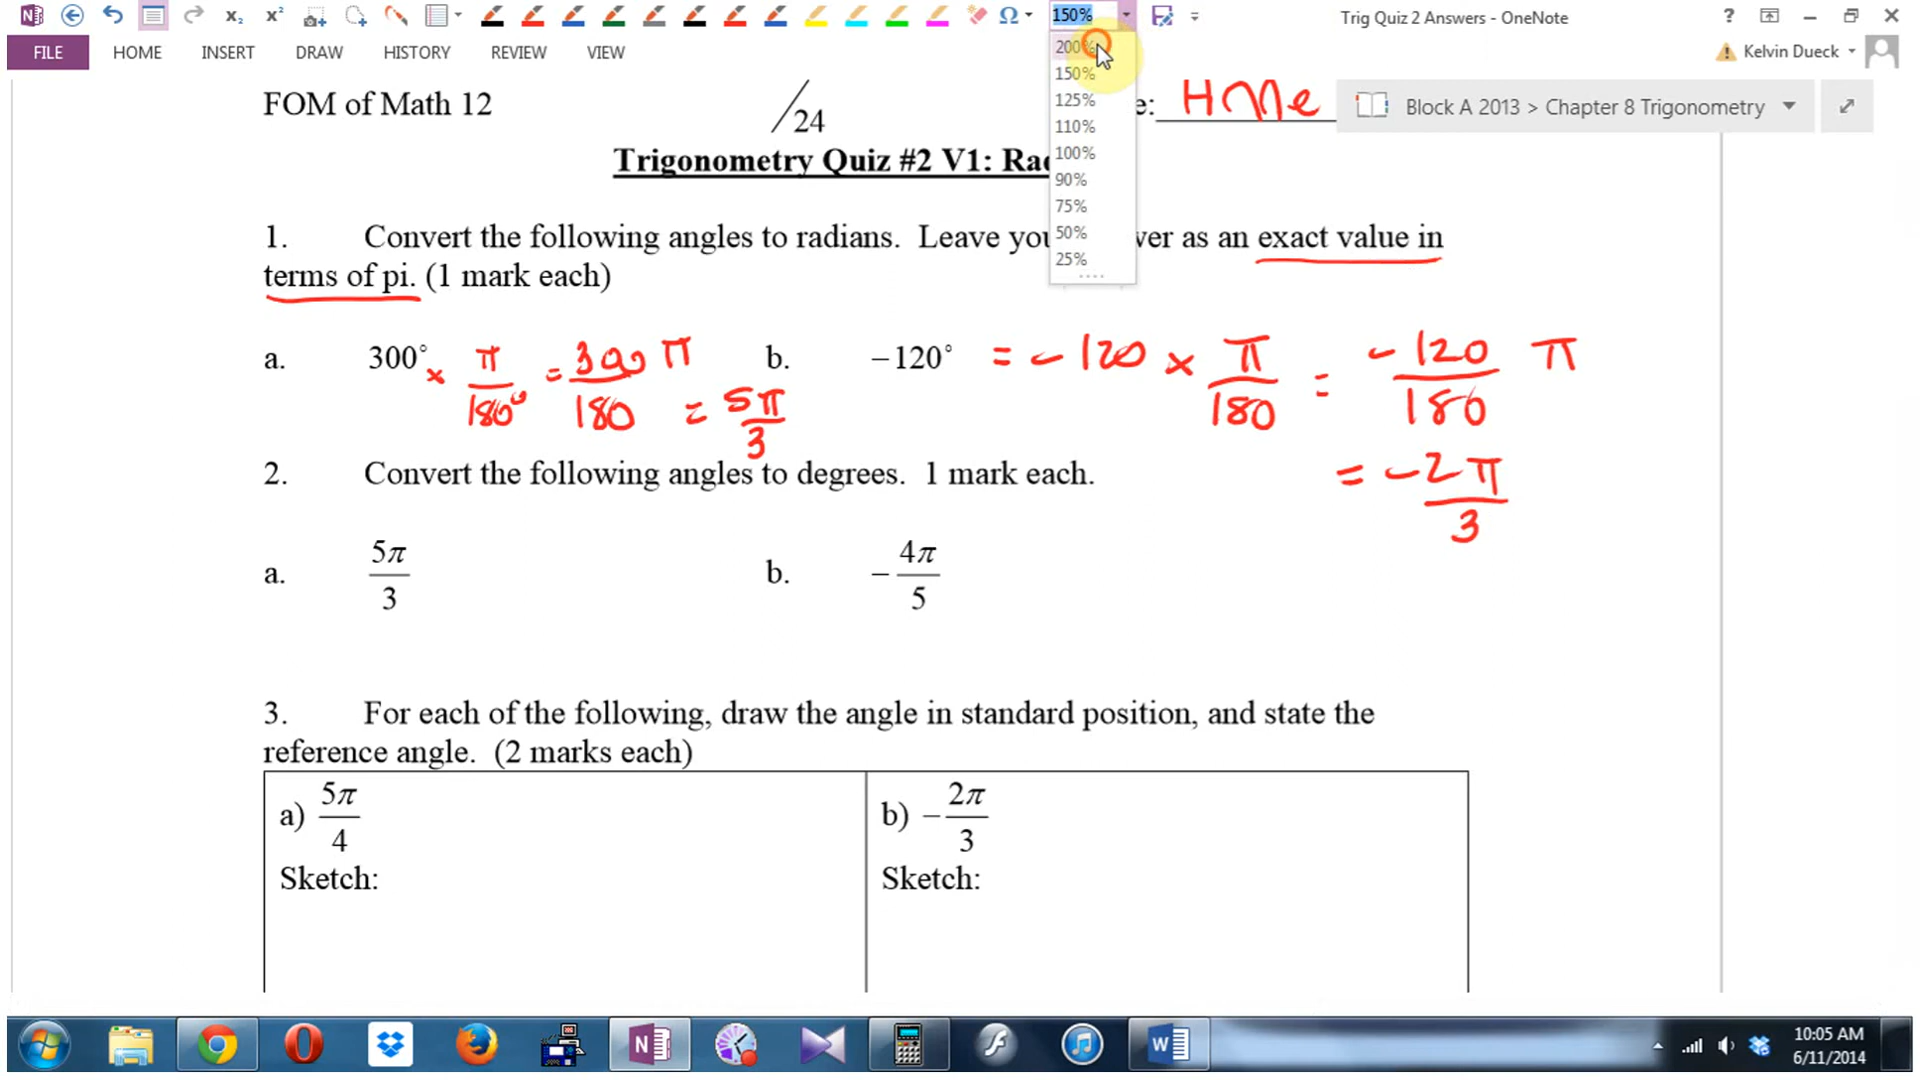 150%
Trig Quiz 2 Answers - OneNote
FILE HOME INSERT DRAW HISTORY REVIEW VIEW
Kelvin Dueck
200%
150%
125%
110%
100%
90%
75%
50%
25%
Block A 2013 > Chapter 8 Trigonometry
FOM of Math 12 /24 e:
Trigonometry Quiz #2 V1: Rad
1. Convert the following angles to radians. Leave you wer as an exact value in
terms of pi. (1 mark each)
a. 300° × π/180° = 300/180 π = 5π/3
b. −120° = -120 × π/180 = -120/180 π
= -2π/3
2. Convert the following angles to degrees. 1 mark each.
a. 5π/3 b. −4π/5
3. For each of the following, draw the angle in standard position, and state the
reference angle. (2 marks each)
a) 5π/4
Sketch:
b) −2π/3
Sketch:
10:05 AM
6/11/2014